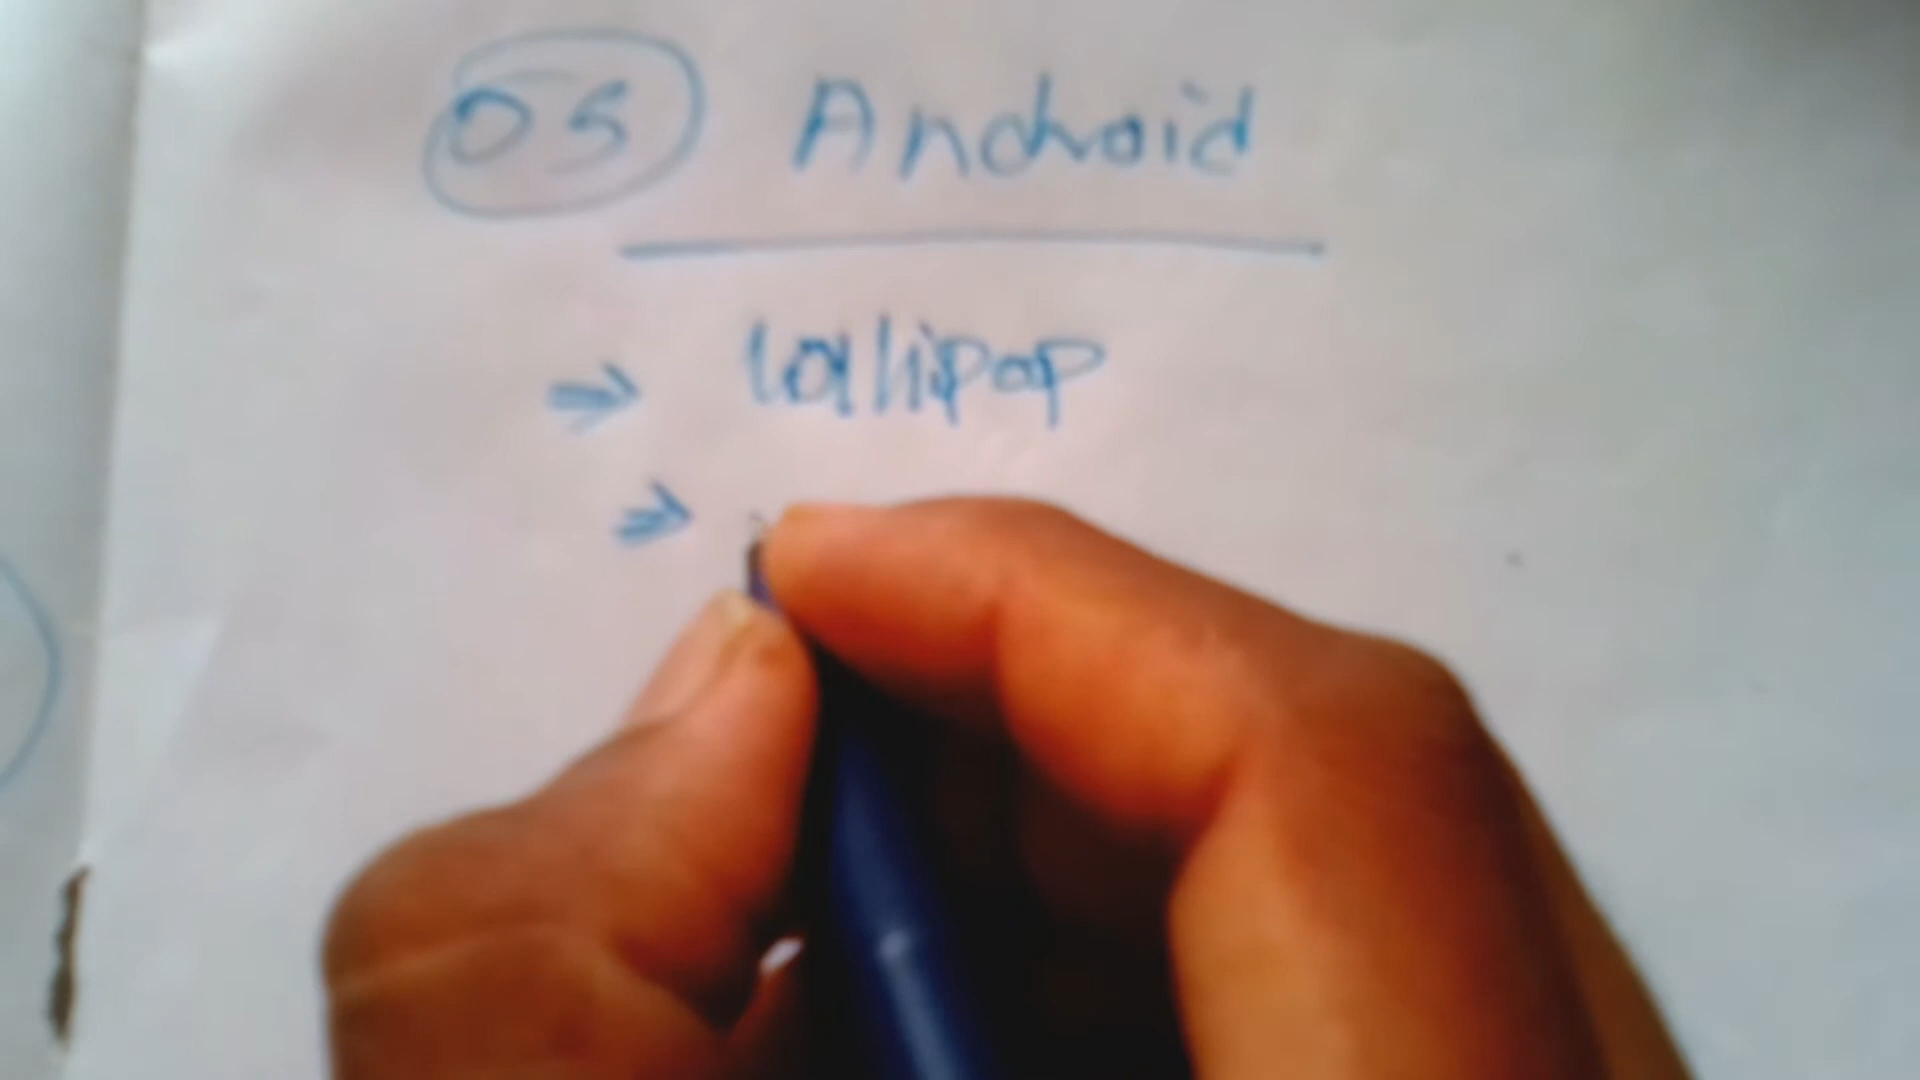 OS Android
→ lollipop
→